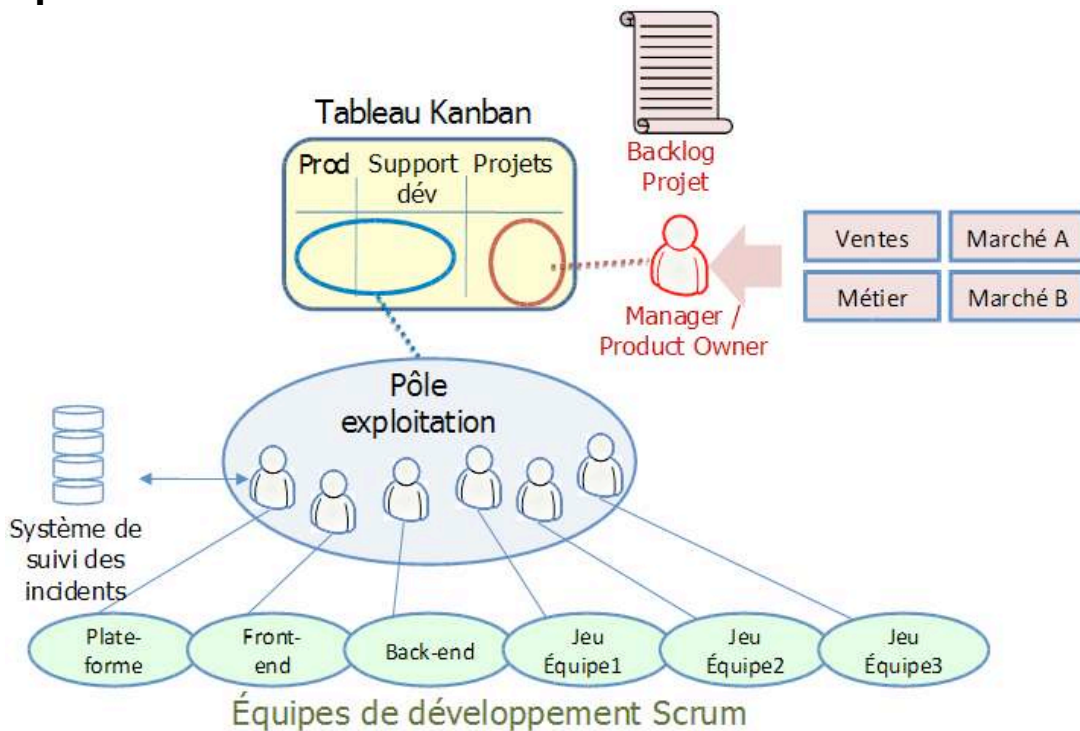 Tableau Kanban
Prod
Support
dév
Projets
Backlog
Projet
Manager /
Product Owner
Ventes
Marché A
Métier
Marché B
Pôle
exploitation
Système de
suivi des
incidents
Plate-
forme
Front-
end
Back-end
Jeu
Équipe1
Jeu
Équipe2
Jeu
Équipe3
Équipes de développement Scrum